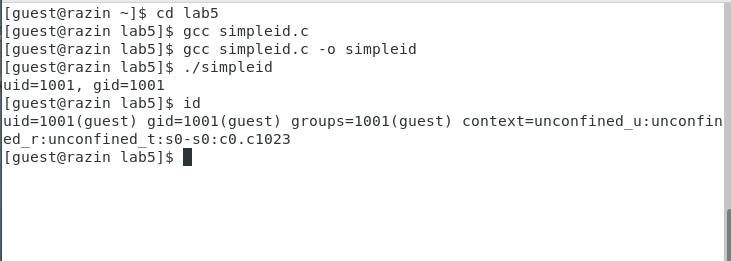 [guest@razin ~]$ cd lab5
[guest@razin lab5]$ gcc simpleid.c
[guest@razin lab5]$ gcc simpleid.c -o simpleid
[guest@razin lab5]$ ./simpleid
uid=1001, gid=1001
[guest@razin lab5]$ id
uid=1001(guest) gid=1001(guest) groups=1001(guest) context=unconfined_u:unconfin
ed_r:unconfined_t:s0-s0:c0.c1023
[guest@razin lab5]$